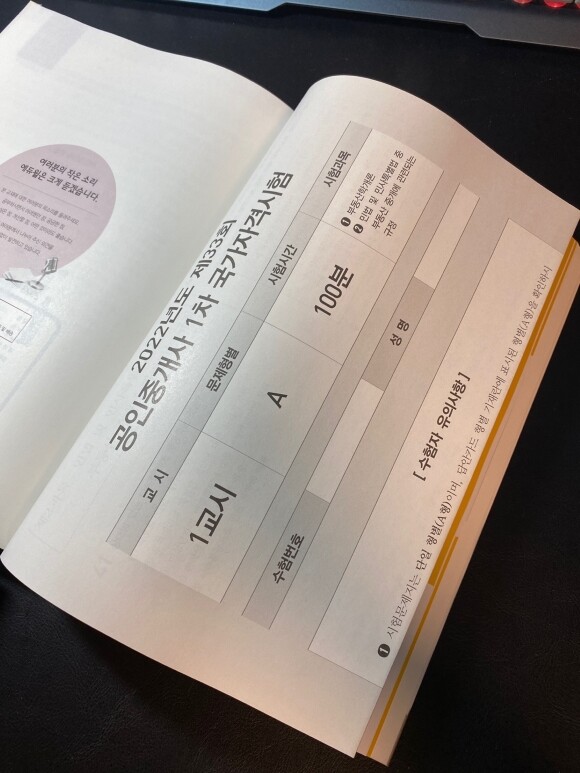 여러분의 작은 소리
에듀윌은 크게 듣겠습니다.
2022년도 제33회
공인중개사 1차 국가자격시험
교 시
문제형별
시험시간
시험과목
1교시
A
100분
❶ 부동산학개론
❷ 민법 및 민사특별법 중
부동산 중개에 관련되는
규정
수험번호
성 명
[ 수험자 유의사항 ]
❶ 시험문제지는 단일 형별(A형)이며, 답안카드 형별 기재란에 표시된 형별(A형)을 확인하시